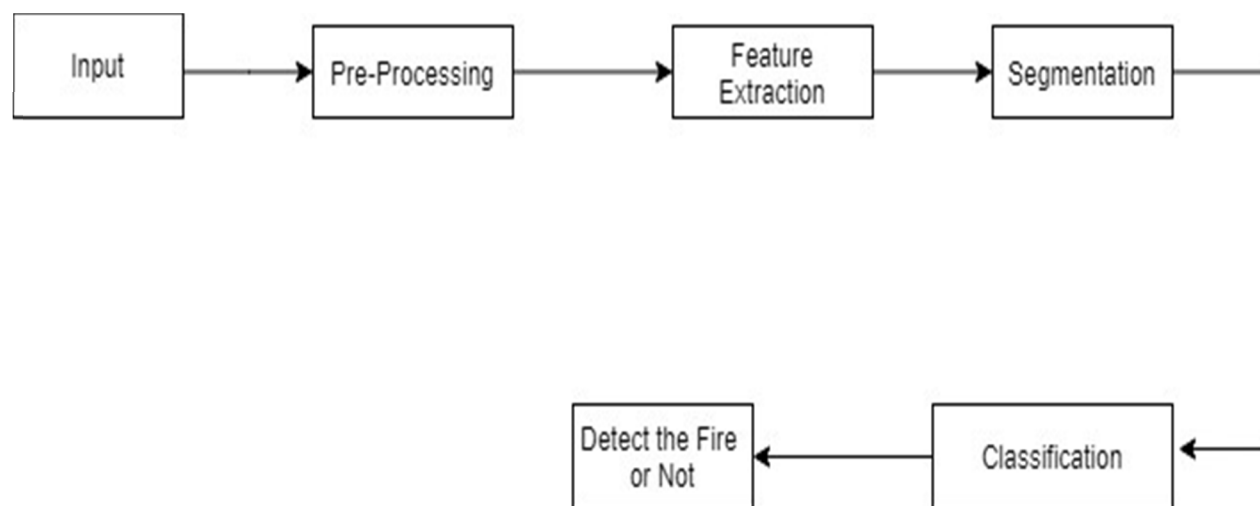 Input
Pre-Processing
Feature
Extraction
Segmentation
Detect the Fire
or Not
Classification